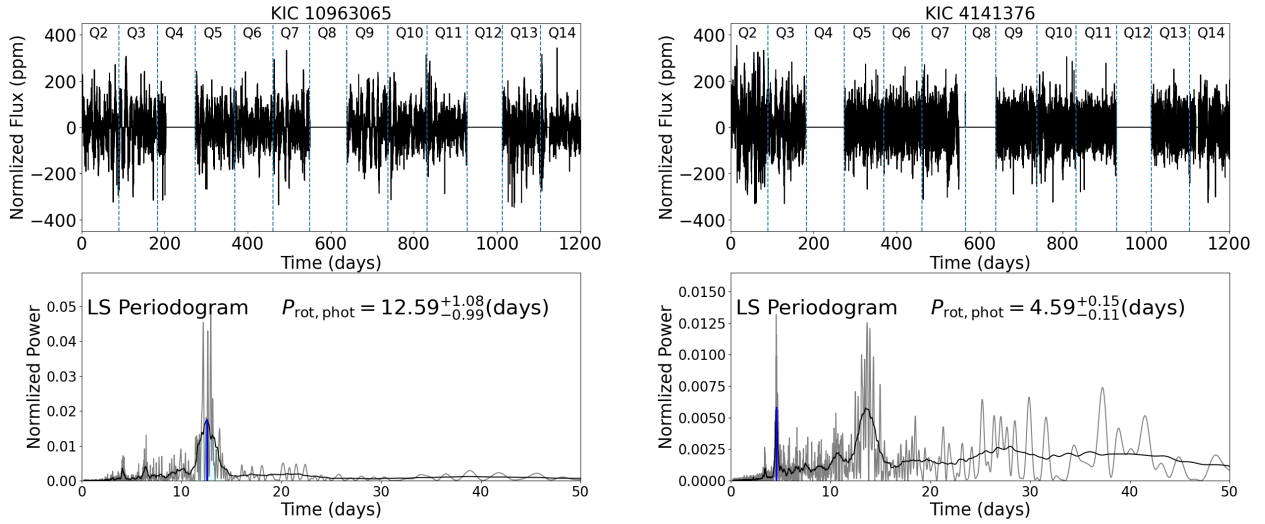 KIC 10963065
Q2 Q3 Q4 Q5 Q6 Q7 Q8 Q9 Q10 Q11 Q12 Q13 Q14
400
200
0
−200
−400
Normlized Flux (ppm)
0 200 400 600 800 1000 1200
Time (days)
LS Periodogram P_rot, phot = 12.59^{+1.08}_{−0.99}(days)
0.05
0.04
0.03
0.02
0.01
0.00
Normlized Power
0 10 20 30 40 50
Time (days)
KIC 4141376
Q2 Q3 Q4 Q5 Q6 Q7 Q8 Q9 Q10 Q11 Q12 Q13 Q14
400
200
0
−200
−400
Normlized Flux (ppm)
0 200 400 600 800 1000 1200
Time (days)
LS Periodogram P_rot, phot = 4.59^{+0.15}_{−0.11}(days)
0.0150
0.0125
0.0100
0.0075
0.0050
0.0025
0.0000
Normlized Power
0 10 20 30 40 50
Time (days)